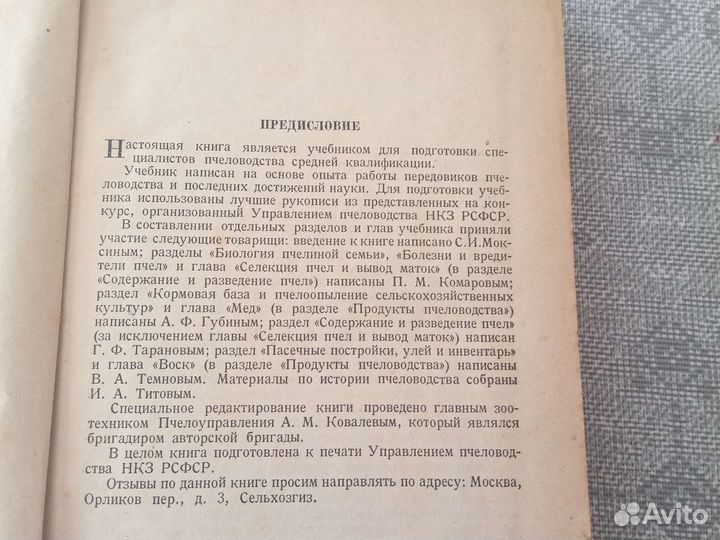 ПРЕДИСЛОВИЕ
Настоящая книга является учебником для подготовки спе-
циалистов пчеловодства средней квалификации.
Учебник написан на основе опыта работы передовиков пче-
ловодства и последних достижений науки. Для подготовки учеб-
ника использованы лучшие рукописи из представленных на кон-
курс, организованный Управлением пчеловодства НКЗ РСФСР.
В составлении отдельных разделов и глав учебника приняли
участие следующие товарищи: введение к книге написано С.И.Мок-
синым; разделы «Биология пчелиной семьи», «Болезни и вреди-
тели пчел» и глава «Селекция пчел и вывод маток» (в разделе
«Содержание и разведение пчел») написаны П. М. Комаровым;
раздел «Кормовая база и пчелоопыление сельскохозяйственных
культур» и глава «Мед» (в разделе «Продукты пчеловодства»)
написаны А. Ф. Губиным; раздел «Содержание и разведение пчел»
(за исключением главы «Селекция пчел и вывод маток») написан
Г. Ф. Тарановым; раздел «Пасечные постройки, улей и инвентарь»
и глава «Воск» (в разделе «Продукты пчеловодства») написаны
В. А. Темновым. Материалы по истории пчеловодства собраны
И. А. Титовым.
Специальное редактирование книги проведено главным зоо-
техником Пчелоуправления А. М. Ковалевым, который являлся
бригадиром авторской бригады.
В целом книга подготовлена к печати Управлением пчеловод-
ства НКЗ РСФСР.
Отзывы по данной книге просим направлять по адресу: Москва,
Орликов пер., д. 3, Сельхозгиз.
Avito